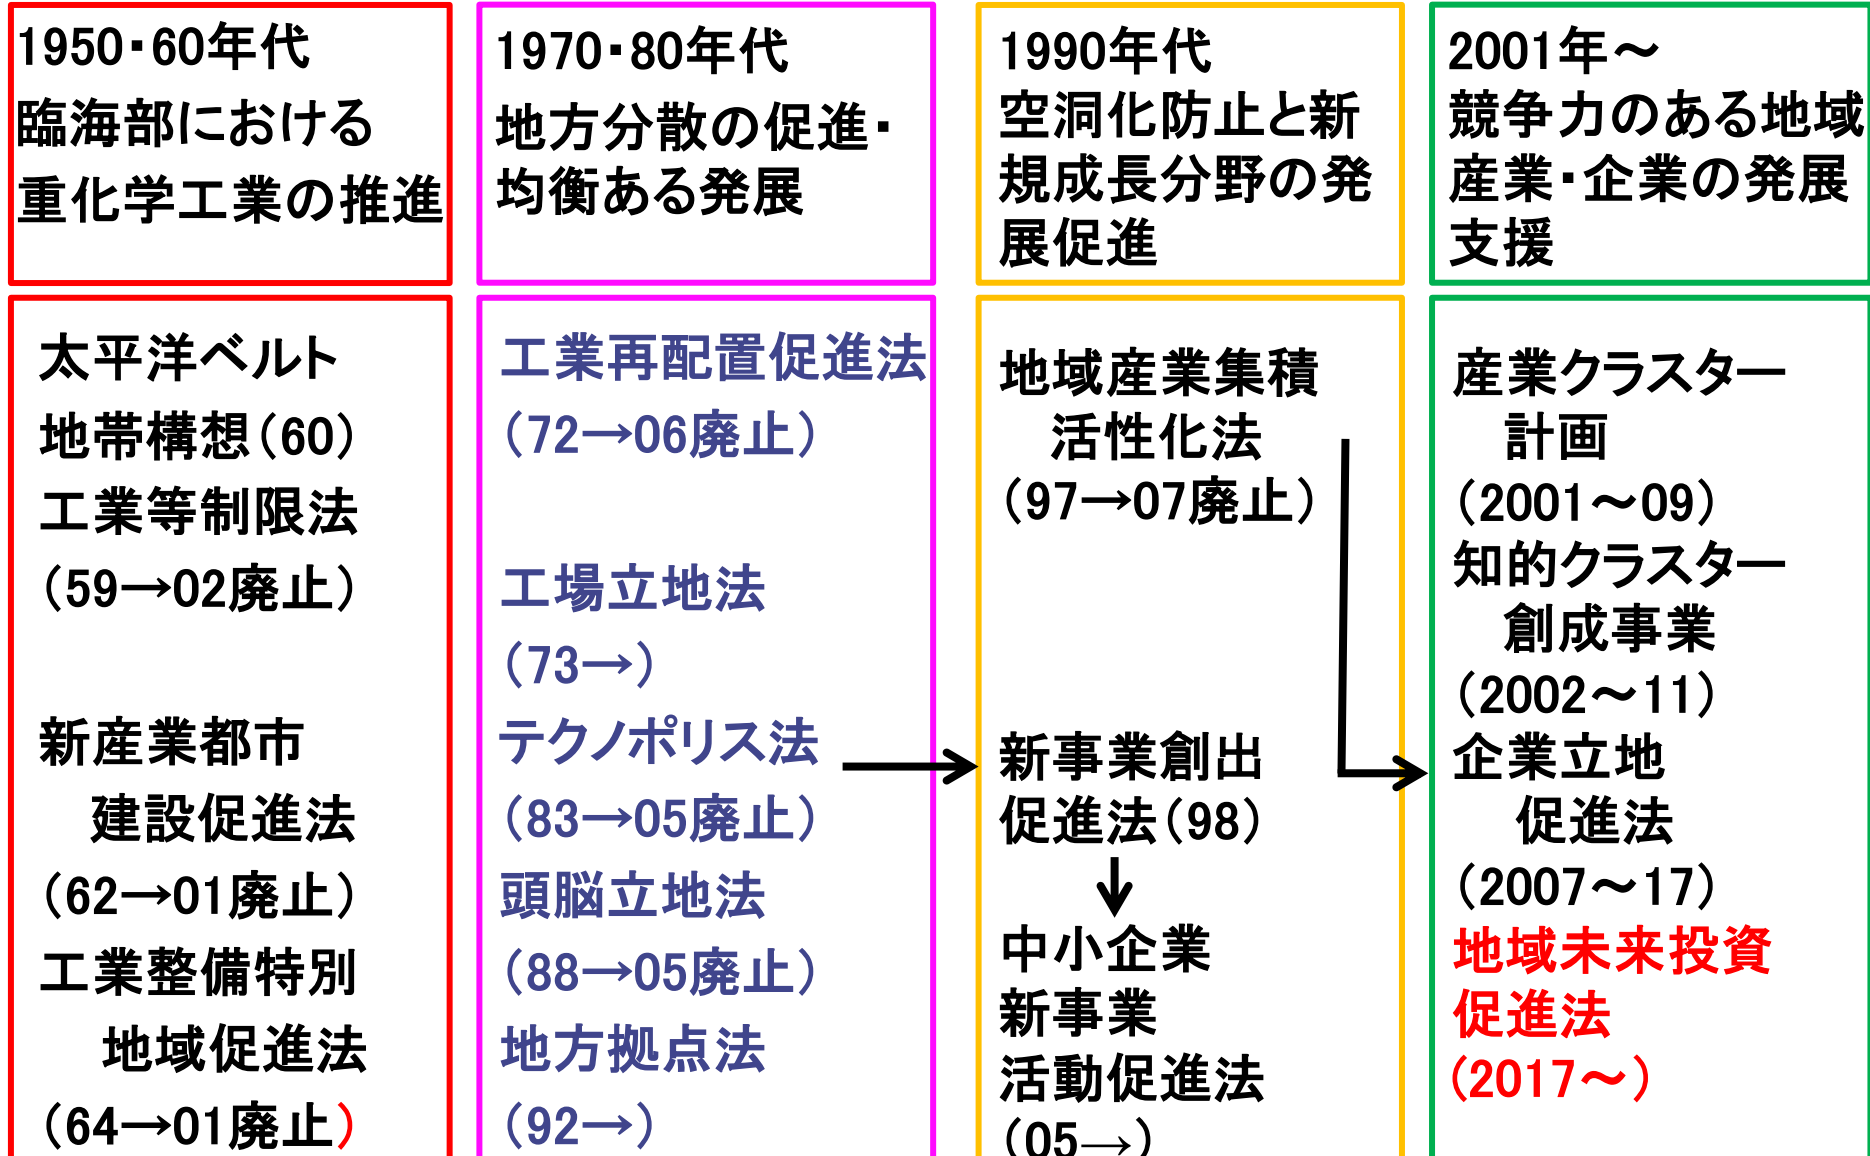 1950・60年代
臨海部における
重化学工業の推進
太平洋ベルト
地帯構想(60)
工業等制限法
(59→02廃止)
新産業都市
建設促進法
(62→01廃止)
工業整備特別
地域促進法
(64→01廃止)
1970・80年代
地方分散の促進・
均衡ある発展
工業再配置促進法
(72→06廃止)
工場立地法
(73→)
テクノポリス法
(83→05廃止)
頭脳立地法
(88→05廃止)
地方拠点法
(92→)
1990年代
空洞化防止と新
規成長分野の発
展促進
地域産業集積
活性化法
(97→07廃止)
新事業創出
促進法(98)
中小企業
新事業
活動促進法
(05→)
2001年～
競争力のある地域
産業・企業の発展
支援
産業クラスター
計画
(2001～09)
知的クラスター
創成事業
(2002～11)
企業立地
促進法
(2007～17)
地域未来投資
促進法
(2017～)